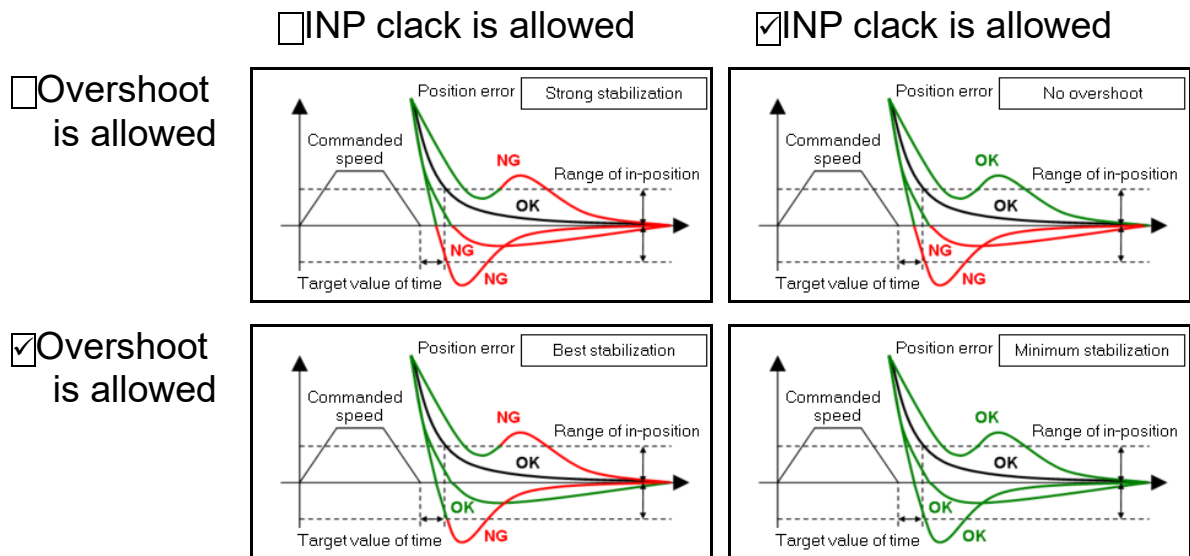 INP clack is allowed
INP clack is allowed
Overshoot
is allowed
Position error
Strong stabilization
Commanded
speed
NG
Range of in-position
OK
NG
NG
Target value of time
Position error
No overshoot
Commanded
speed
OK
Range of in-position
OK
NG
NG
Target value of time
Overshoot
is allowed
Position error
Best stabilization
Commanded
speed
NG
Range of in-position
OK
OK
NG
Target value of time
Position error
Minimum stabilization
Commanded
speed
OK
Range of in-position
OK
OK
OK
Target value of time